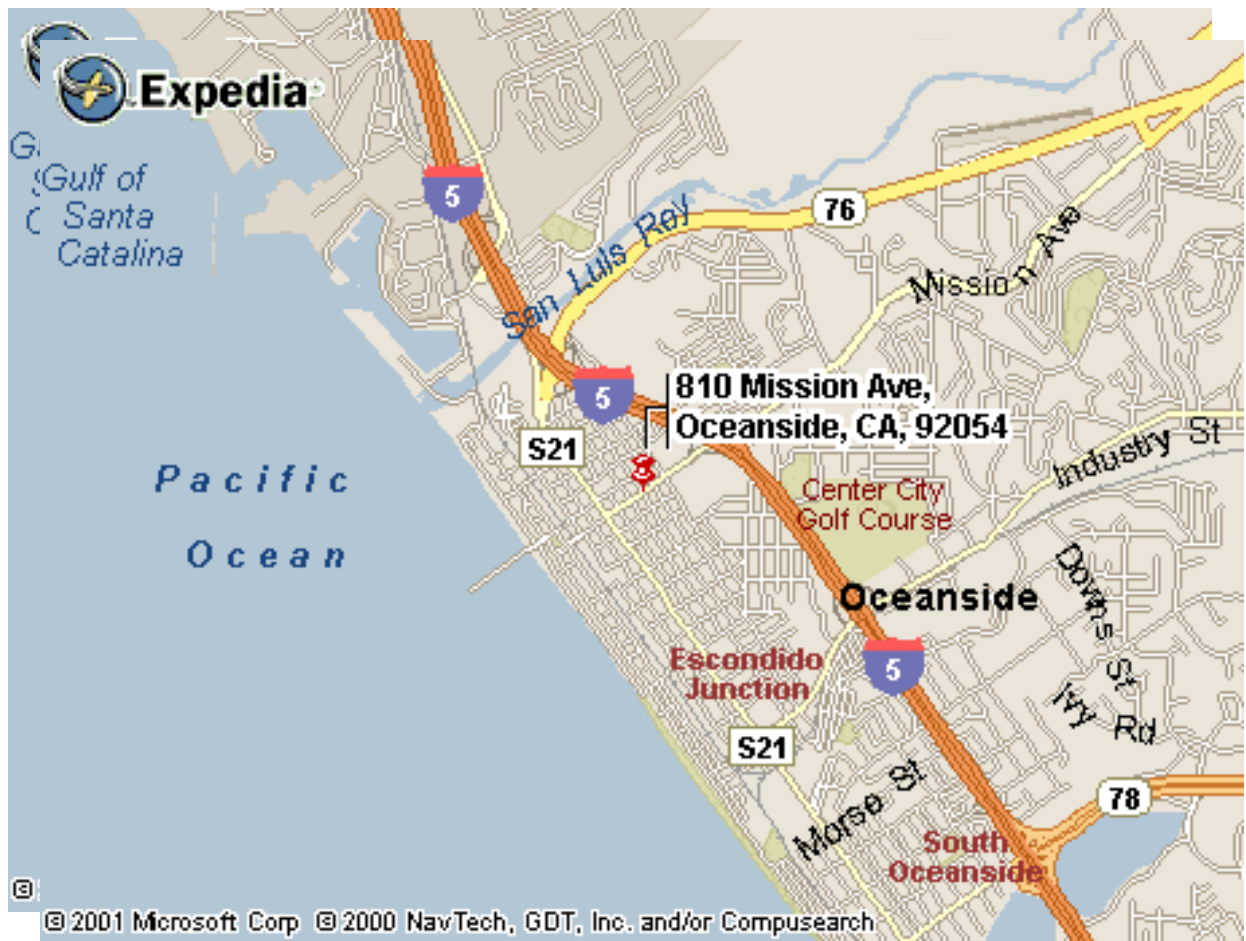 Expedia
G
Gulf of
Santa
Catalina
5
San Luis Rey
76
Mission Ave
5
810 Mission Ave,
Oceanside, CA, 92054
S21
Industry St
Pacific
Ocean
Center City
Golf Course
Oceanside
Downs St
Escondido
Junction
5
Ivy Rd
S21
78
Morse St
South
Oceanside
©
© 2001 Microsoft Corp © 2000 NavTech, GDT, Inc. and/or Compusearch